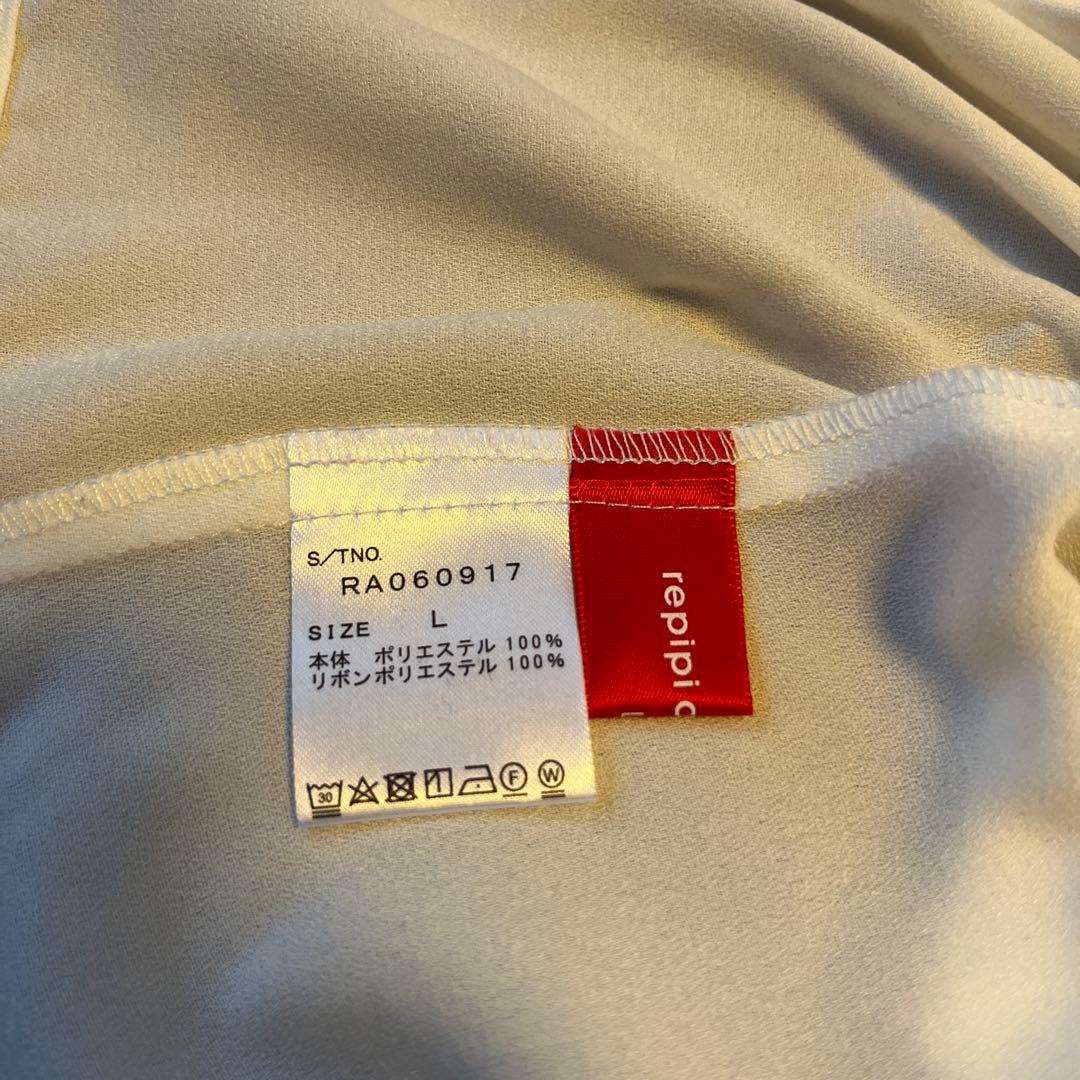 S/TNO.
RA060917
SIZE L
本体 ポリエステル 100%
リボンポリエステル 100%
30
F
W
repipi